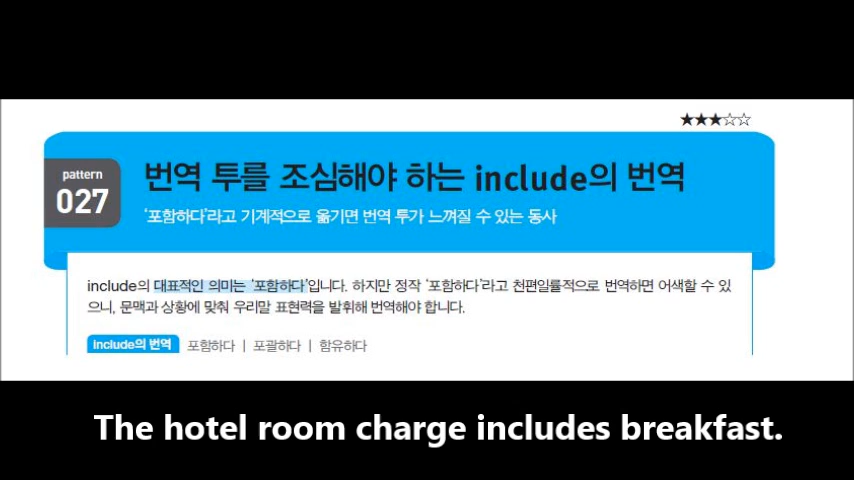 ★★★☆☆
pattern
027
번역 투를 조심해야 하는 include의 번역
'포함하다'라고 기계적으로 옮기면 번역 투가 느껴질 수 있는 동사
include의 대표적인 의미는 '포함하다'입니다. 하지만 정작 '포함하다'라고 천편일률적으로 번역하면 어색할 수 있
으니, 문맥과 상황에 맞춰 우리말 표현력을 발휘해 번역해야 합니다.
include의 번역 포함하다 | 포괄하다 | 함유하다
The hotel room charge includes breakfast.